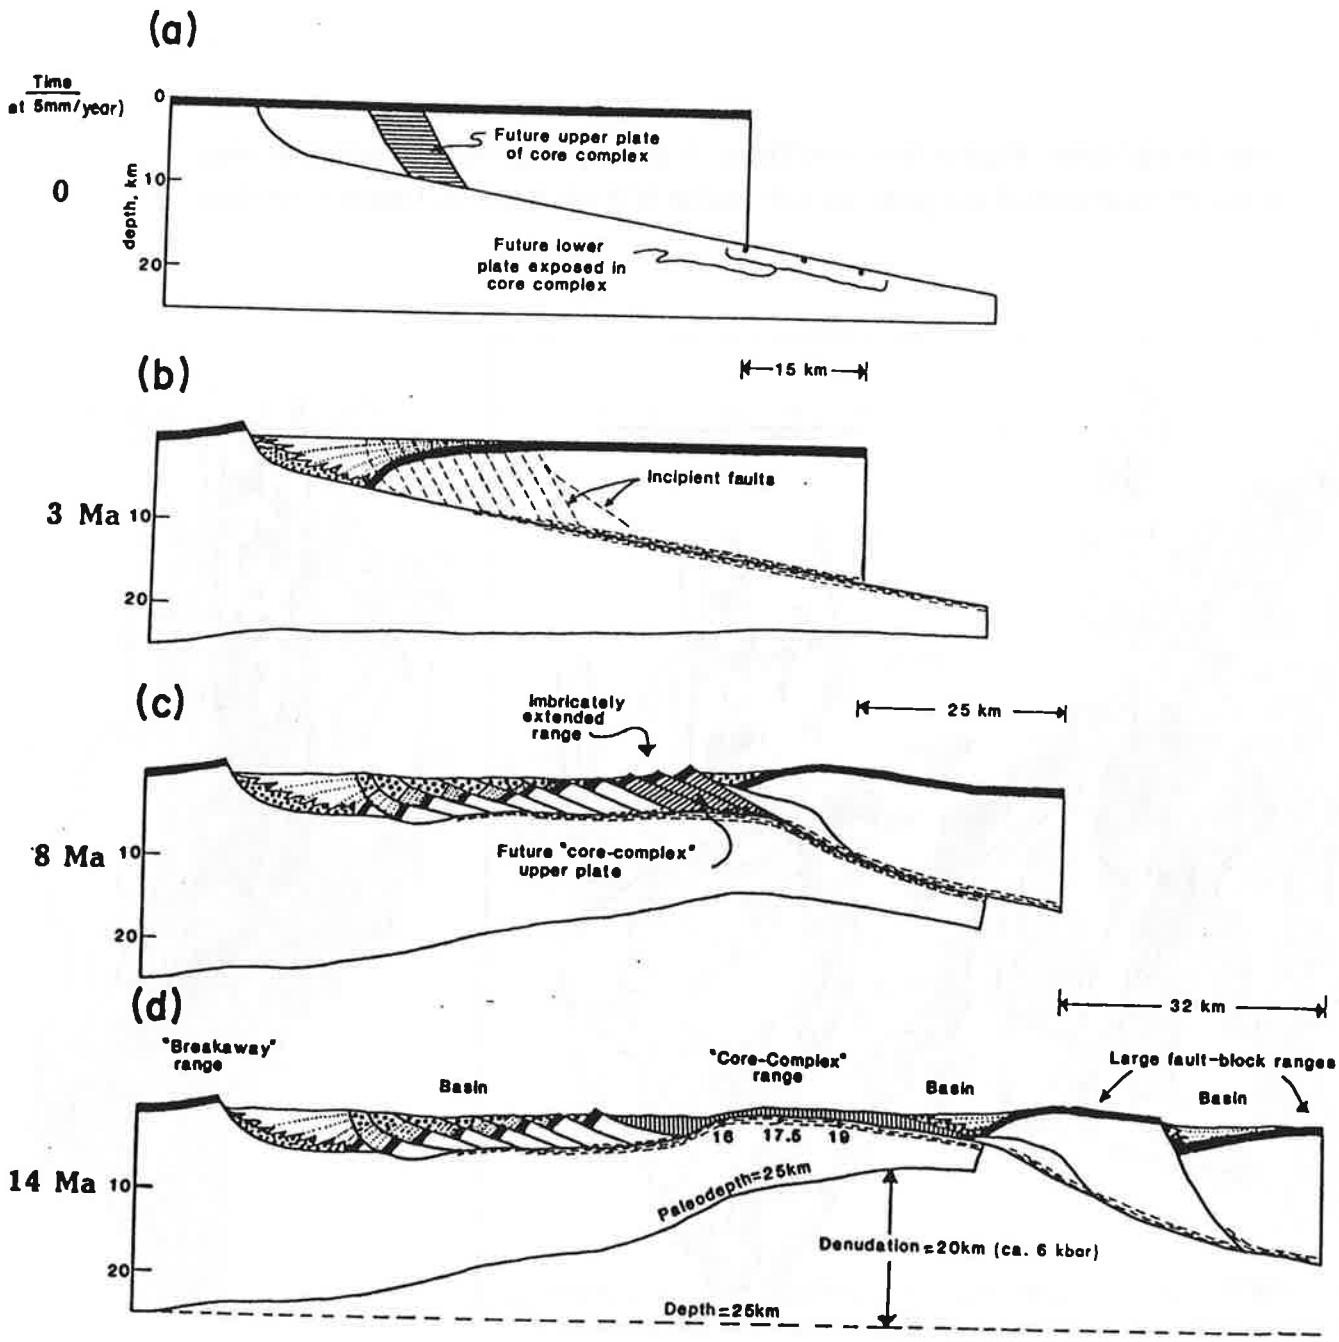 (a)
Time
at 5mm/year)
0
0
10
20
depth, km
Future upper plate
of core complex
Future lower
plate exposed in
core complex
(b)
15 km
3 Ma
10
20
Incipient faults
(c)
Imbricately
extended
range
25 km
8 Ma
10
20
Future "core-complex"
upper plate
(d)
32 km
"Breakaway"
range
Basin
"Core-Complex"
range
Basin
Large fault-block ranges
Basin
16
17.5
19
14 Ma
10
20
Paleodepth=25km
Denudation=20km (ca. 6 kbar)
Depth=25km